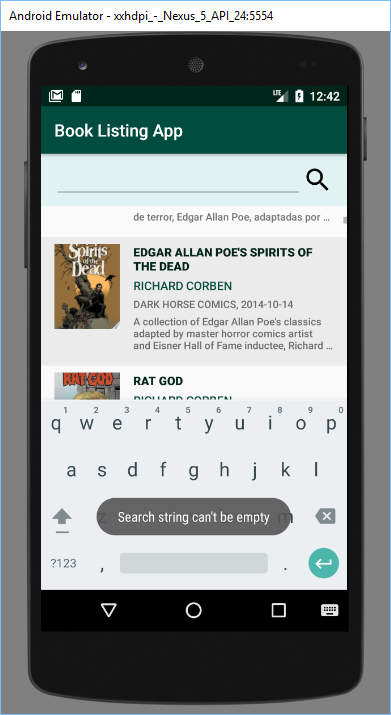 Android Emulator - xxhdpi_-_Nexus_5_API_24:5554
LTE 12:42
Book Listing App
de terror, Edgar Allan Poe, adaptadas por ...
Spirits
of the
Dead
EDGAR ALLAN POE'S SPIRITS OF
THE DEAD
RICHARD CORBEN
DARK HORSE COMICS, 2014-10-14
A collection of Edgar Allan Poe's classics
adapted by master horror comics artist
and Eisner Hall of Fame inductee, Richard ...
RAT GOD
RAT GOD
RICHARD CORBEN
1 2 3 4 5 6 7 8 9 0
q w e r t y u i o p
a s d f g h j k l
z m
Search string can't be empty
?123 , .